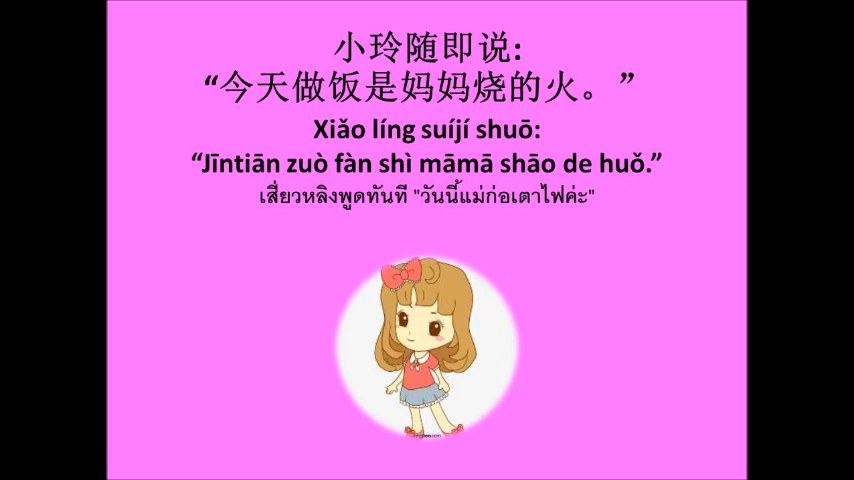 小玲随即说:
“今天做饭是妈妈烧的火。”
Xiǎo líng suíjí shuō:
“Jīntiān zuò fàn shì māmā shāo de huǒ.”
เสี่ยวหลิงพูดทันที "วันนี้แม่ก่อเตาไฟค่ะ"